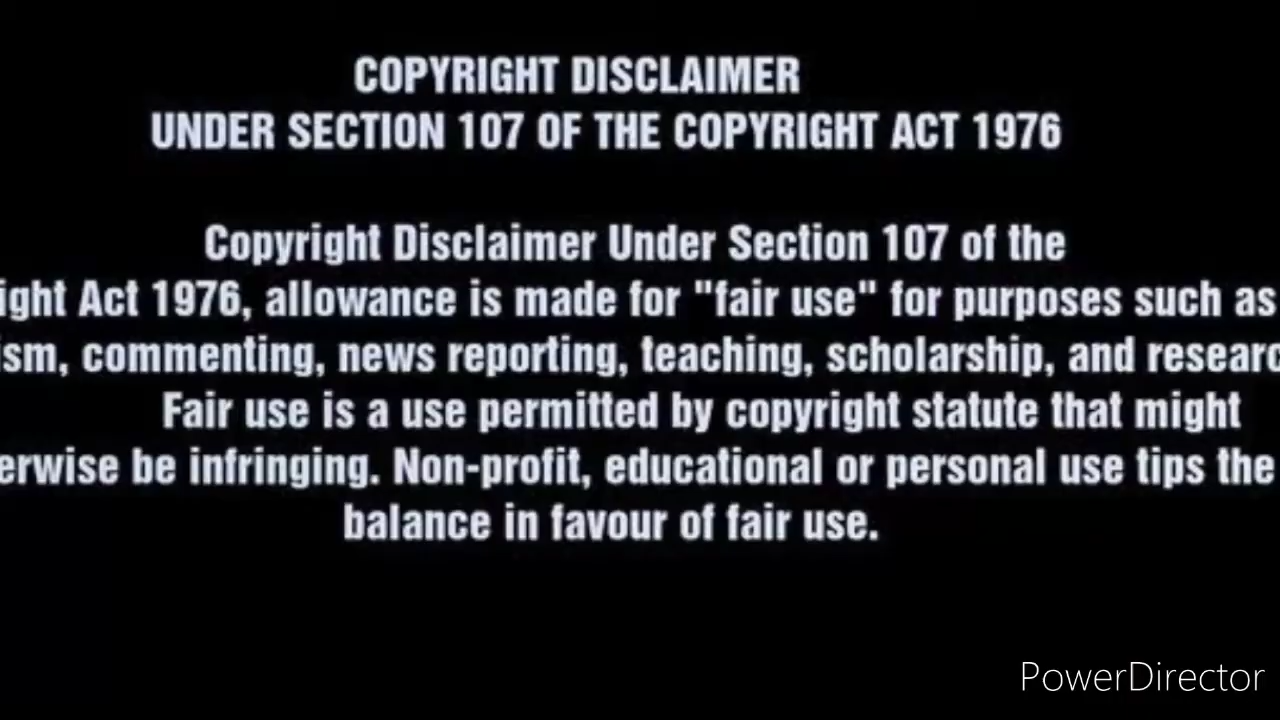 COPYRIGHT DISCLAIMER
UNDER SECTION 107 OF THE COPYRIGHT ACT 1976
Copyright Disclaimer Under Section 107 of the
ight Act 1976, allowance is made for "fair use" for purposes such as
ism, commenting, news reporting, teaching, scholarship, and researc
Fair use is a use permitted by copyright statute that might
erwise be infringing. Non-profit, educational or personal use tips the
balance in favour of fair use.
PowerDirector